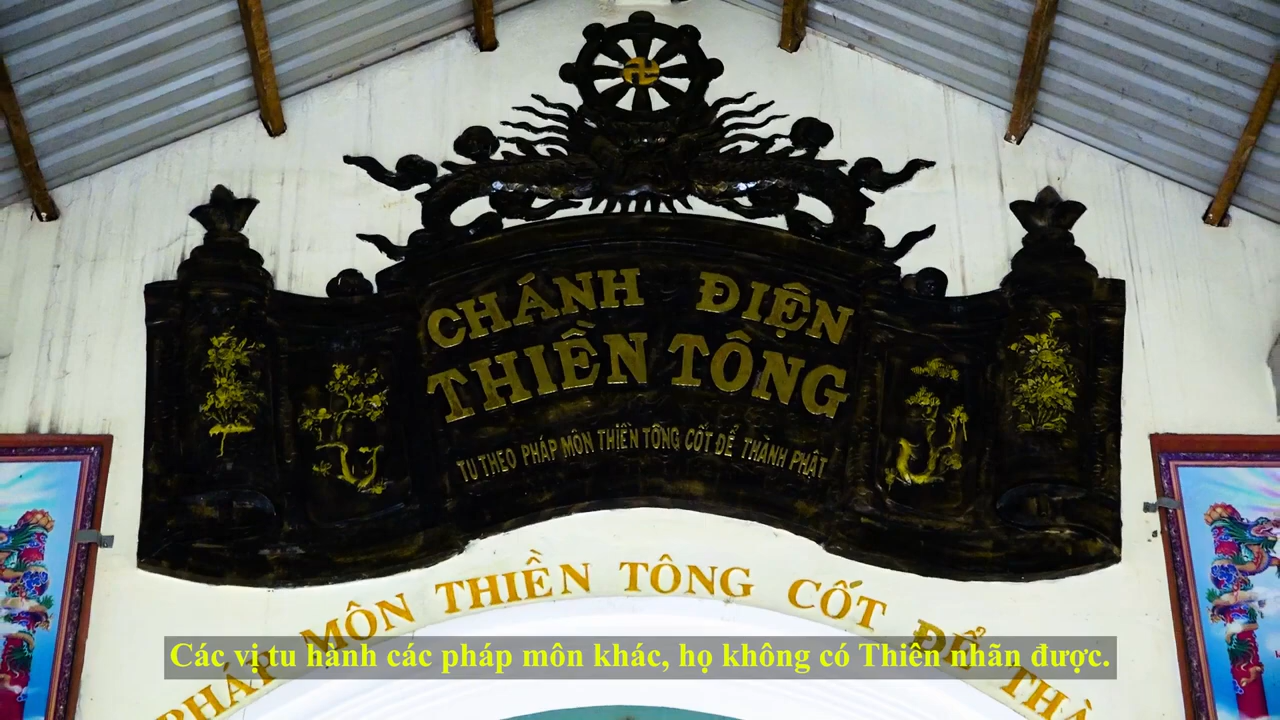 CHÁNH ĐIỆN
THIỀN TÔNG
TU THEO PHÁP MÔN THIỀN TÔNG CỐT ĐỂ THÀNH PHẬT
PHÁP MÔN THIỀN TÔNG CỐT ĐỂ
Các vị tu hành các pháp môn khác, họ không có Thiên nhãn được.